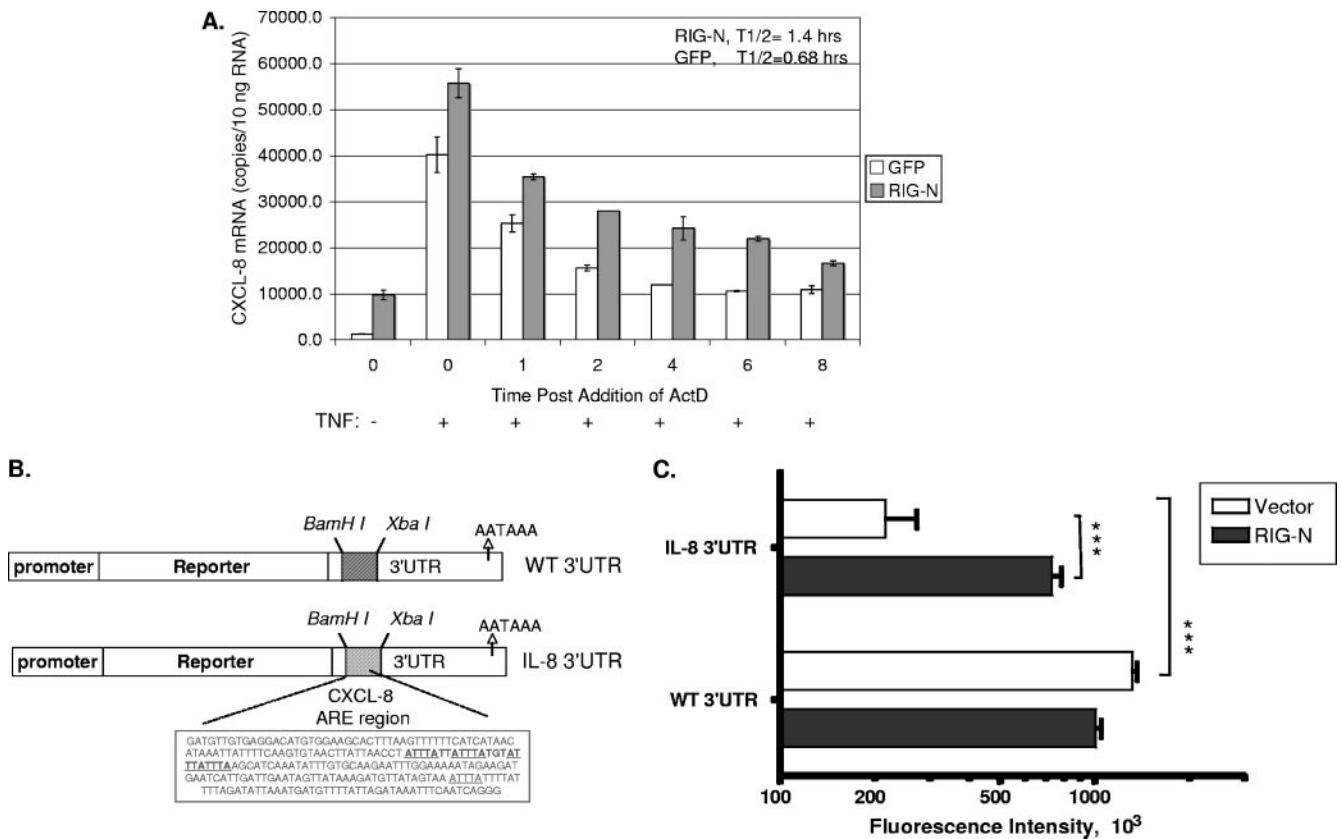 A.
70000.0
60000.0
50000.0
40000.0
30000.0
20000.0
10000.0
0.0
CXCL-8 mRNA (copies/10 ng RNA)
RIG-N, T1/2= 1.4 hrs
GFP, T1/2=0.68 hrs
GFP
RIG-N
0 0 1 2 4 6 8
Time Post Addition of ActD
TNF: - + + + + + +
B.
BamH I Xba I
AATAAA
promoter Reporter 3'UTR WT 3'UTR
BamH I Xba I
AATAAA
promoter Reporter 3'UTR IL-8 3'UTR
CXCL-8
ARE region
GATGTTGTGAGGACATGTGGAAGCACTTTAAGTTTTTTCATCATAAC
ATAAATTATTTTCAAGTGTAACTTATTAACCT ATTTATTATTTATGTAT
TTATTTAAGCATCAAATATTTGTGCAAGAATTTGGAAAAATAGAAGAT
GAATCATTGATTGAATAGTTATAAAGATGTTATAGTAA ATTTATTTTAT
TTTAGATATTAAATGATGTTTTATTAGATAAATTTCAATCAGGG
C.
Vector
RIG-N
IL-8 3'UTR
***
***
WT 3'UTR
100 500 1000
Fluorescence Intensity, 10³